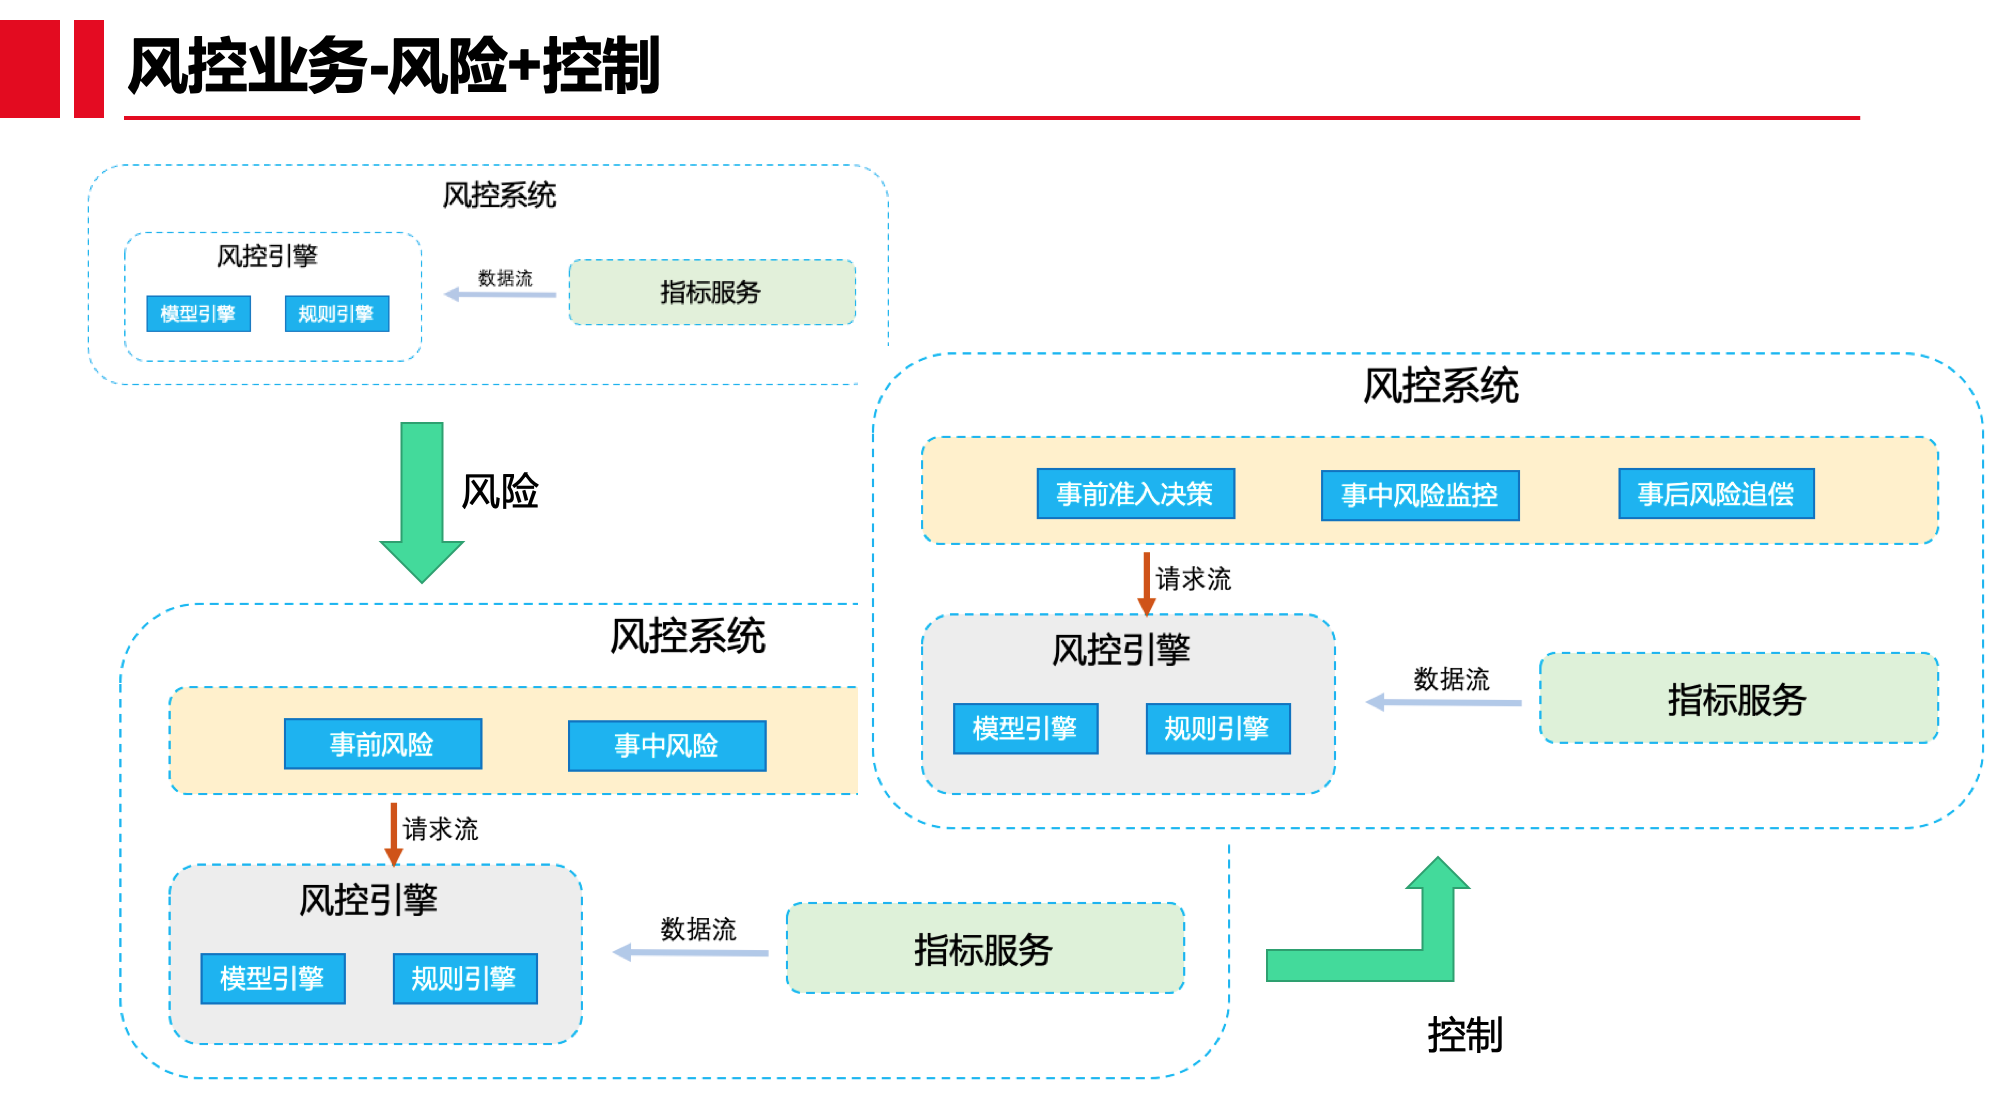 风控业务-风险+控制
风控系统
风控引擎
模型引擎
规则引擎
数据流
指标服务
风险
风控系统
事前风险
事中风险
请求流
风控引擎
模型引擎
规则引擎
数据流
指标服务
控制
风控系统
事前准入决策
事中风险监控
事后风险追偿
请求流
风控引擎
模型引擎
规则引擎
数据流
指标服务